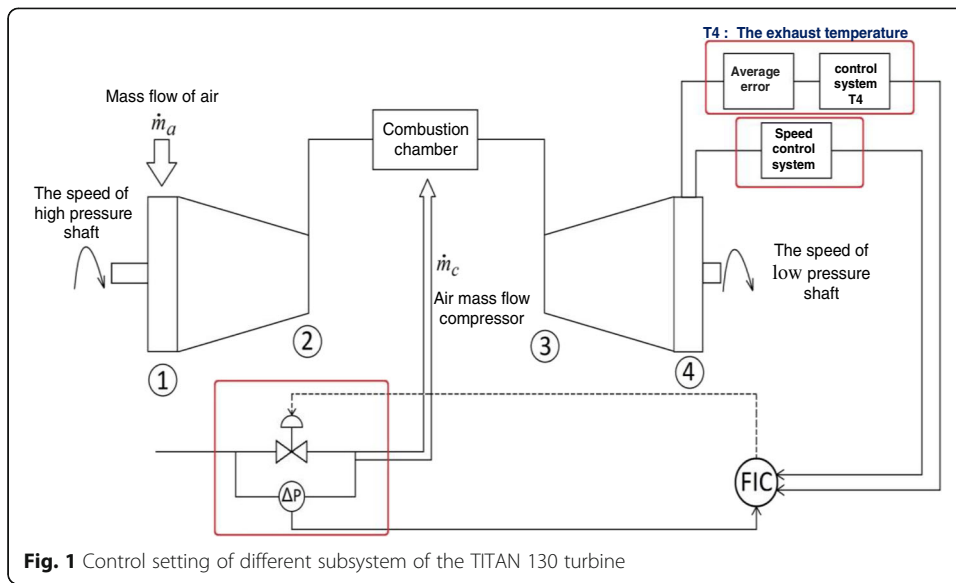 T4 : The exhaust temperature
Average
error
control
system
T4
Mass flow of air
ṁa
Combustion
chamber
Speed
control
system
The speed of
high pressure
shaft
ṁc
Air mass flow
compressor
The speed of
low pressure
shaft
1
2
3
4
ΔP
FIC
Fig. 1 Control setting of different subsystem of the TITAN 130 turbine